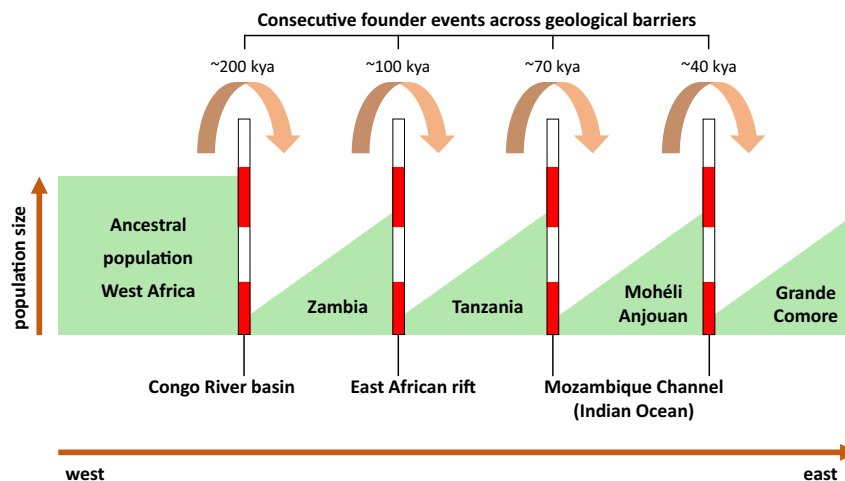 Consecutive founder events across geological barriers
~200 kya
~100 kya
~70 kya
~40 kya
population size
Ancestral
population
West Africa
Zambia
Tanzania
Mohéli
Anjouan
Grande
Comore
Congo River basin
East African rift
Mozambique Channel
(Indian Ocean)
west
east